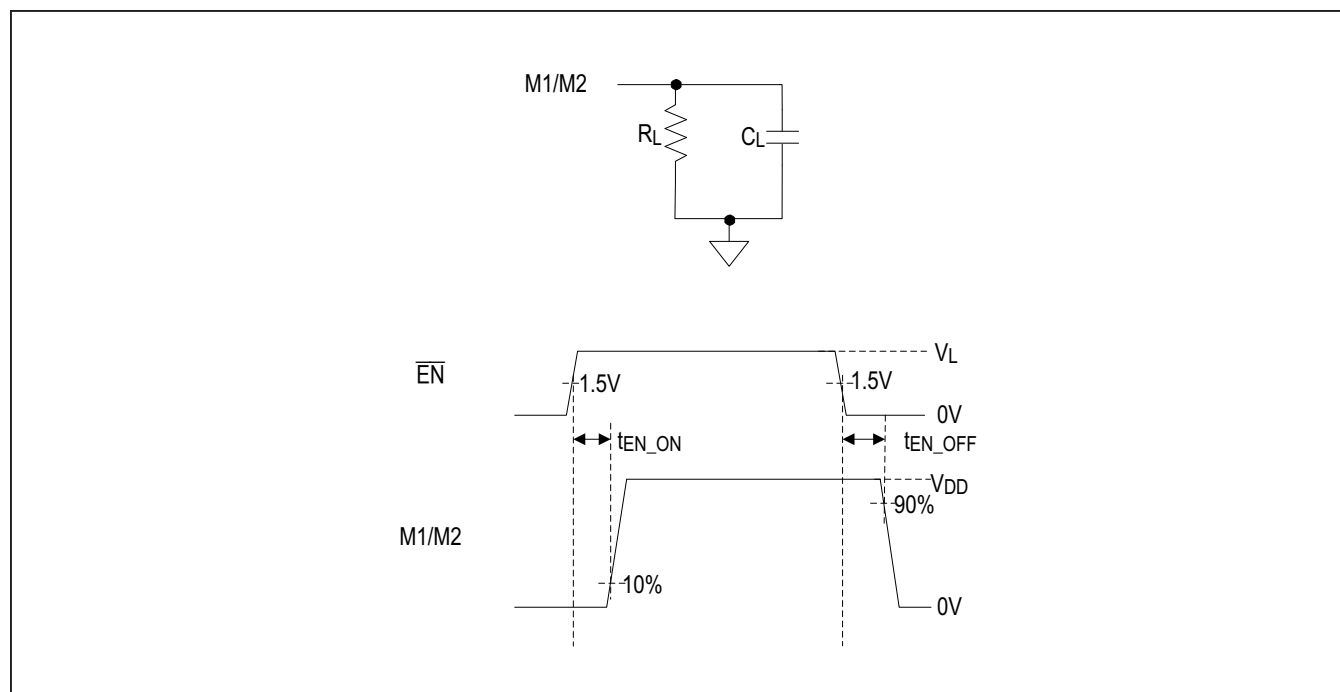 M1/M2
RL
CL
VL
EN
1.5V
1.5V
0V
tEN_ON
tEN_OFF
VDD
90%
M1/M2
10%
0V